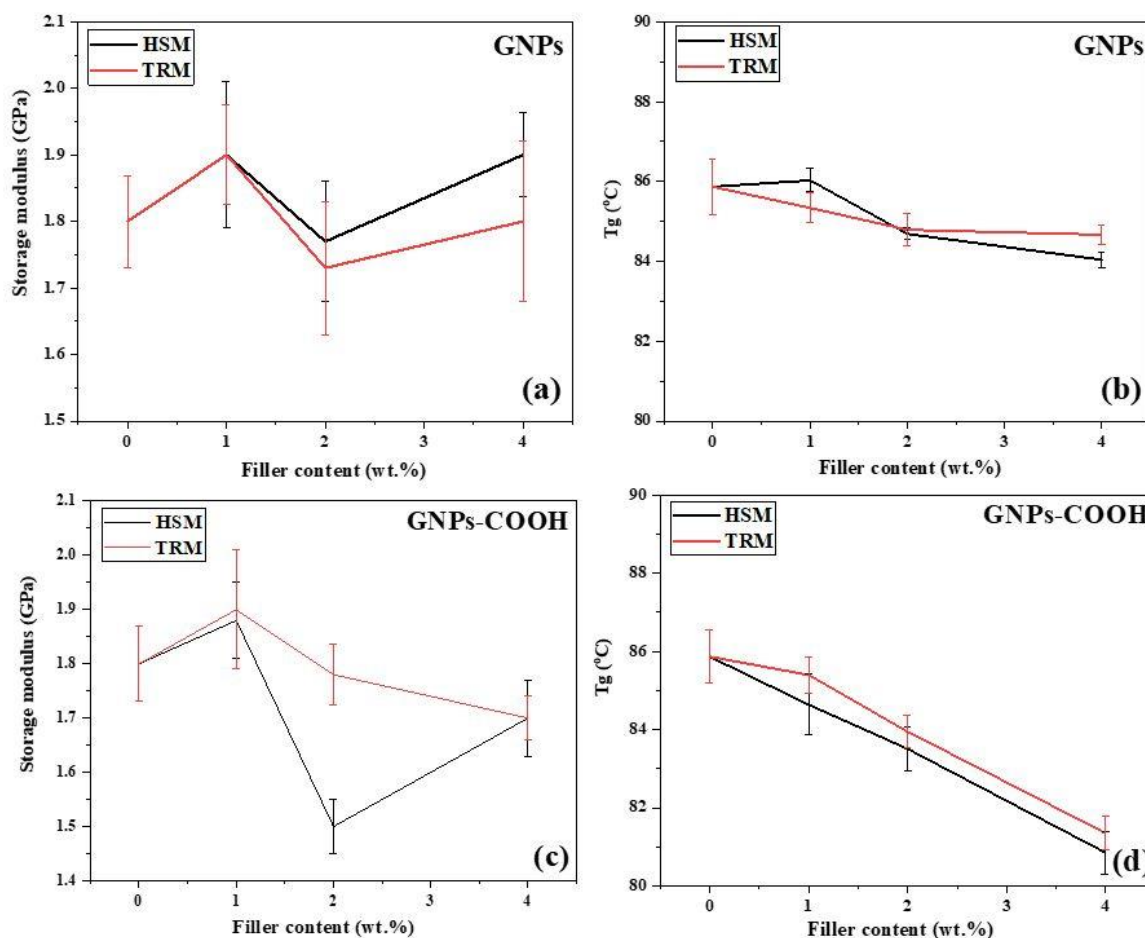 HSM
TRM
GNPs
Storage modulus (GPa)
2.1
2.0
1.9
1.8
1.7
1.6
1.5
0
1
2
3
4
Filler content (wt.%)
(a)
HSM
TRM
GNPs
Tg (⁰C)
90
88
86
84
82
80
0
1
2
3
4
Filler content (wt.%)
(b)
HSM
TRM
GNPs-COOH
Storage modulus (GPa)
2.1
2.0
1.9
1.8
1.7
1.6
1.5
1.4
0
1
2
3
4
Filler content (wt.%)
(c)
HSM
TRM
GNPs-COOH
Tg (⁰C)
90
88
86
84
82
80
0
1
2
3
4
Filler content (wt.%)
(d)